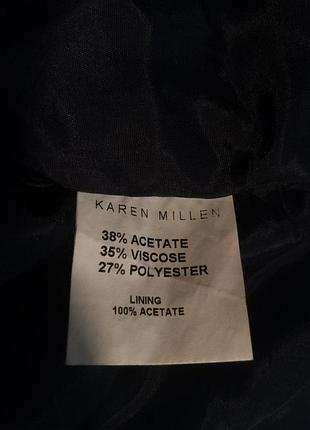 KAREN MILLEN
38% ACETATE
35% VISCOSE
27% POLYESTER
LINING
100% ACETATE